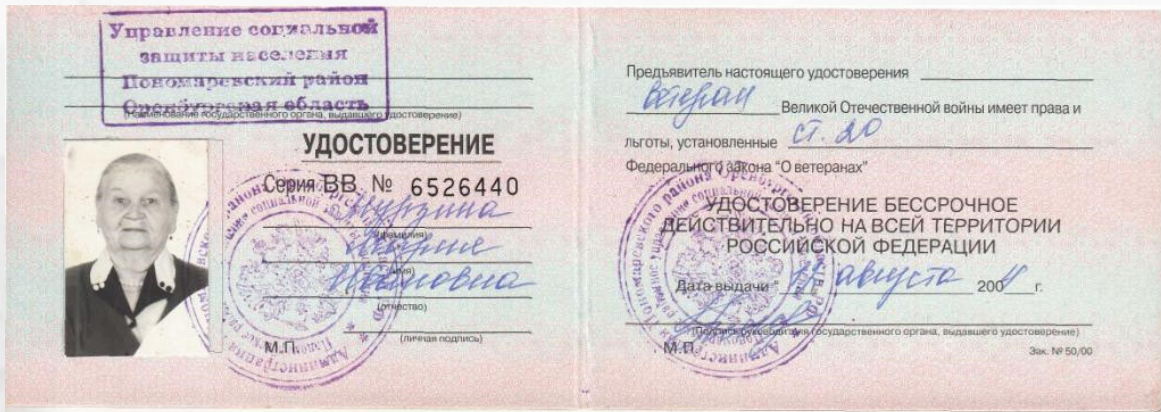 Управление социальной
защиты населения
Пономаревский район
Оренбургская область
(Наименование государственного органа, выдавшего удостоверение)
УДОСТОВЕРЕНИЕ
Серия ВВ № 6526440
(фамилия)
(имя)
Ивановна
(отчество)
(личная подпись)
М.П.
Предъявитель настоящего удостоверения
ветеран Великой Отечественной войны имеет права и
льготы, установленные ст. 20
Федерального закона "О ветеранах"
УДОСТОВЕРЕНИЕ БЕССРОЧНОЕ
ДЕЙСТВИТЕЛЬНО НА ВСЕЙ ТЕРРИТОРИИ
РОССИЙСКОЙ ФЕДЕРАЦИИ
Дата выдачи " августа 200 г.
(Подпись руководителя государственного органа, выдавшего удостоверение)
М.П.
Зак. № 50/00